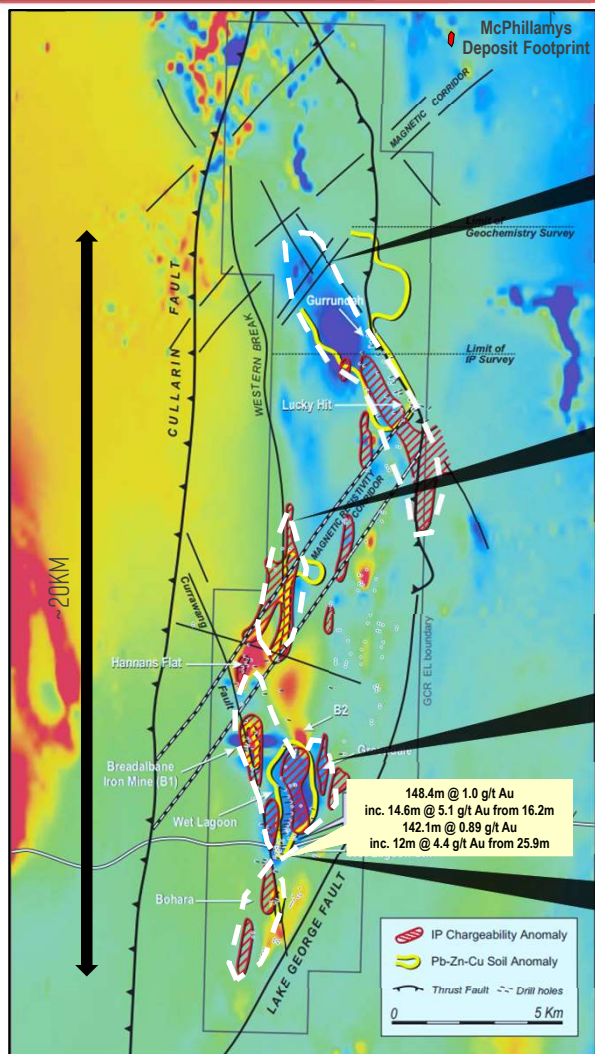 McPhillamys
Deposit Footprint
MAGNETIC CORRIDOR
Limit of
Geochemistry Survey
CULLARIN FAULT
WESTERN BREAK
Gurrundah
Limit of
IP Survey
Lucky Hit
MAGNETIC RESISTIVITY
CORRIDOR
~20KM
Currawang
Fault
GCR EL boundary
Hannans Flat
B2
Breadalbane
Iron Mine (B1)
Wet Lagoon
148.4m @ 1.0 g/t Au
inc. 14.6m @ 5.1 g/t Au from 16.2m
142.1m @ 0.89 g/t Au
inc. 12m @ 4.4 g/t Au from 25.9m
Bohara
LAKE GEORGE FAULT
IP Chargeability Anomaly
Pb-Zn-Cu Soil Anomaly
Thrust Fault
Drill holes
0
5 Km